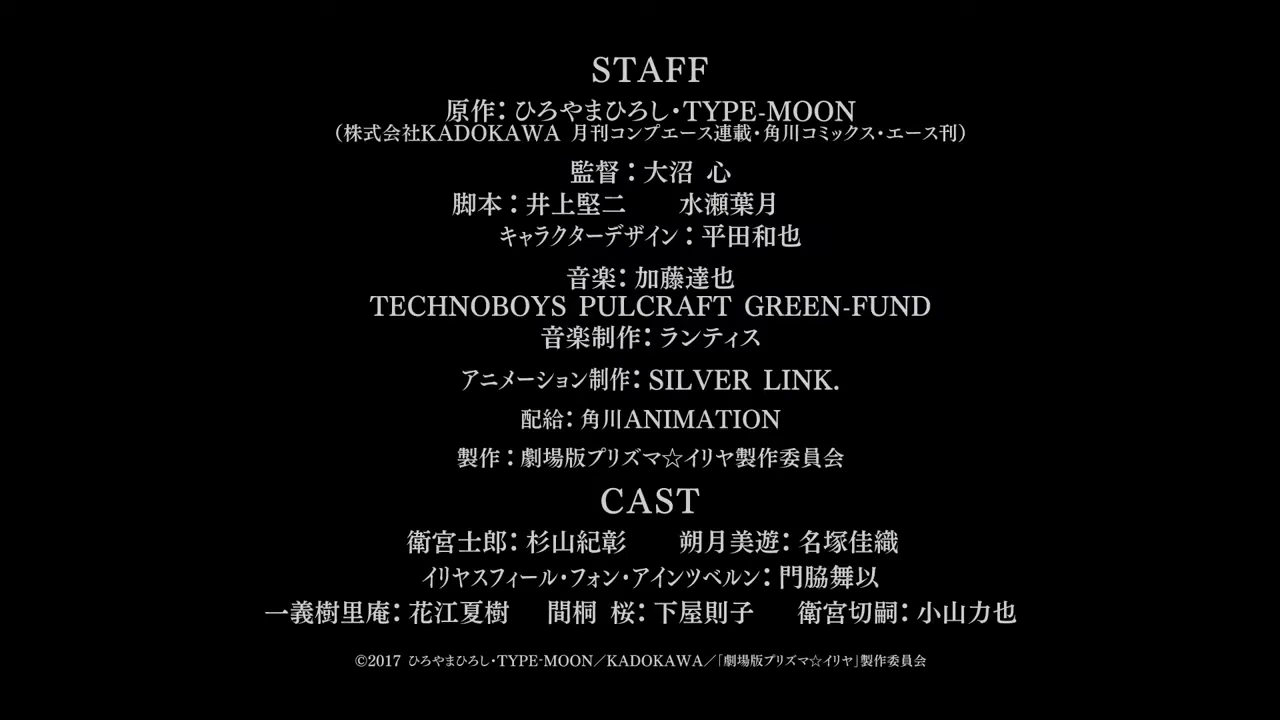 STAFF
原作：ひろやまひろし・TYPE-MOON
（株式会社KADOKAWA 月刊コンプエース連載・角川コミックス・エース刊）
監督：大沼 心
脚本：井上堅二　水瀬葉月
キャラクターデザイン：平田和也
音楽：加藤達也
TECHNOBOYS PULCRAFT GREEN-FUND
音楽制作：ランティス
アニメーション制作：SILVER LINK.
配給：角川ANIMATION
製作：劇場版プリズマ☆イリヤ製作委員会
CAST
衛宮士郎：杉山紀彰　朔月美遊：名塚佳織
イリヤスフィール・フォン・アインツベルン：門脇舞以
一義樹里庵：花江夏樹　間桐 桜：下屋則子　衛宮切嗣：小山力也
©2017 ひろやまひろし・TYPE-MOON／KADOKAWA／「劇場版プリズマ☆イリヤ」製作委員会